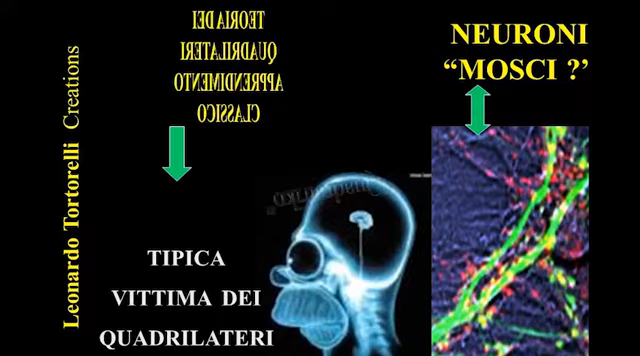 TEORIA DEI
QUADRILATERI
APPRENDIMENTO
CLASSICO
NEURONI
“MOSCI ?’
Leonardo Tortorelli Creations
TIPICA
VITTIMA DEI
QUADRILATERI